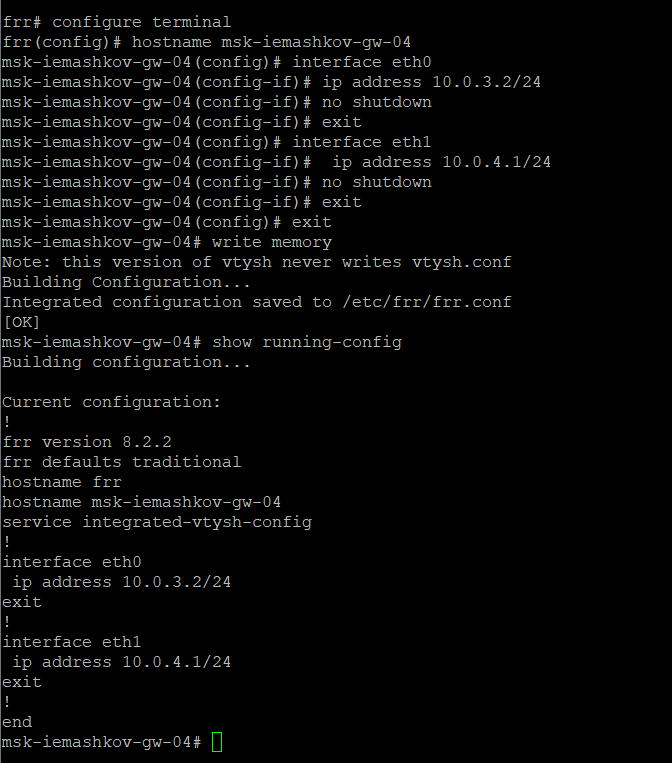 frr# configure terminal
frr(config)# hostname msk-iemashkov-gw-04
msk-iemashkov-gw-04(config)# interface eth0
msk-iemashkov-gw-04(config-if)# ip address 10.0.3.2/24
msk-iemashkov-gw-04(config-if)# no shutdown
msk-iemashkov-gw-04(config-if)# exit
msk-iemashkov-gw-04(config)# interface eth1
msk-iemashkov-gw-04(config-if)#  ip address 10.0.4.1/24
msk-iemashkov-gw-04(config-if)# no shutdown
msk-iemashkov-gw-04(config-if)# exit
msk-iemashkov-gw-04(config)# exit
msk-iemashkov-gw-04# write memory
Note: this version of vtysh never writes vtysh.conf
Building Configuration...
Integrated configuration saved to /etc/frr/frr.conf
[OK]
msk-iemashkov-gw-04# show running-config
Building configuration...

Current configuration:
!
frr version 8.2.2
frr defaults traditional
hostname frr
hostname msk-iemashkov-gw-04
service integrated-vtysh-config
!
interface eth0
 ip address 10.0.3.2/24
exit
!
interface eth1
 ip address 10.0.4.1/24
exit
!
end
msk-iemashkov-gw-04#